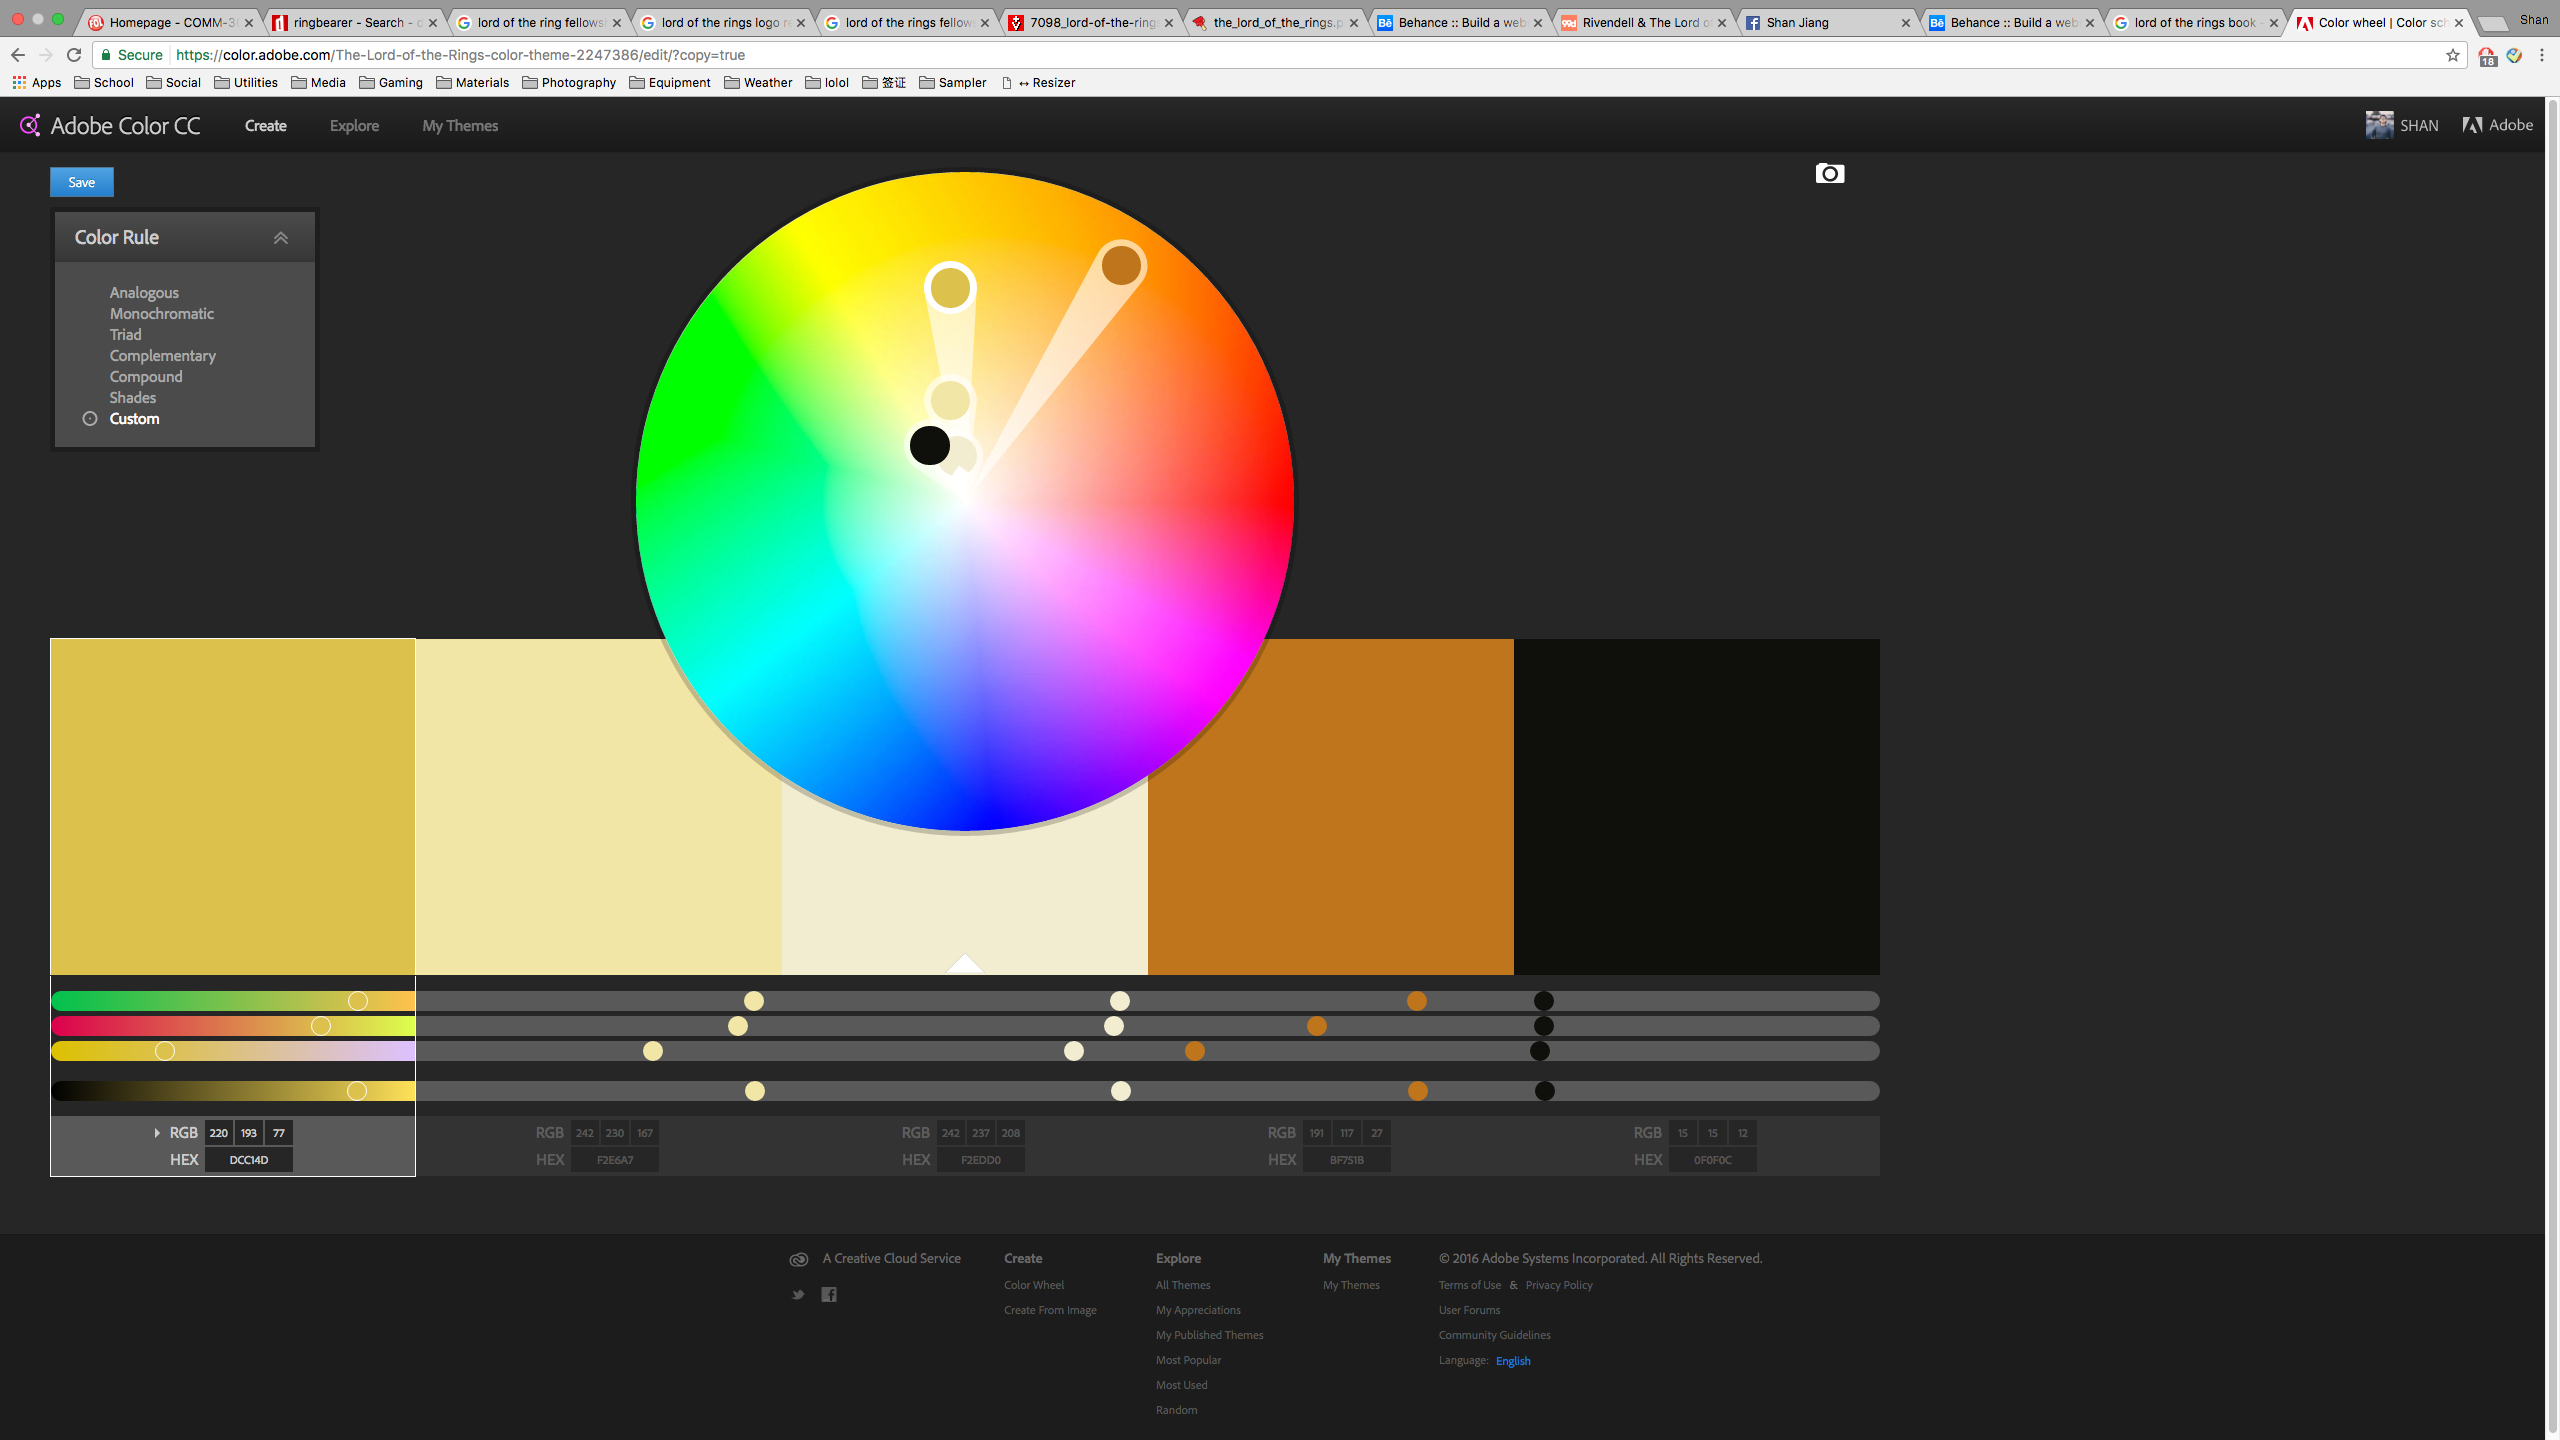 Homepage - COMM-3
ringbearer - Search - d
lord of the ring fellows
lord of the rings logo re
lord of the rings fellow
7098_lord-of-the-rings
the_lord_of_the_rings.p
Behance :: Build a web
Rivendell & The Lord o
Shan Jiang
Behance :: Build a web
lord of the rings book -
Color wheel | Color sch
Shan
Secure https://color.adobe.com/The-Lord-of-the-Rings-color-theme-2247386/edit/?copy=true
18
Apps School Social Utilities Media Gaming Materials Photography Equipment Weather lolol 签证 Sampler ↔ Resizer
Adobe Color CC Create Explore My Themes SHAN Adobe
Save
Color Rule
Analogous
Monochromatic
Triad
Complementary
Compound
Shades
Custom
RGB 220 193 77 RGB 242 230 167 RGB 242 237 208 RGB 191 117 27 RGB 15 15 12
HEX DCC14D HEX F2E6A7 HEX F2EDD0 HEX BF751B HEX 0F0F0C
A Creative Cloud Service
Create
Color Wheel
Create From Image
Explore
All Themes
My Appreciations
My Published Themes
Most Popular
Most Used
Random
My Themes
My Themes
© 2016 Adobe Systems Incorporated. All Rights Reserved.
Terms of Use & Privacy Policy
User Forums
Community Guidelines
Language: English